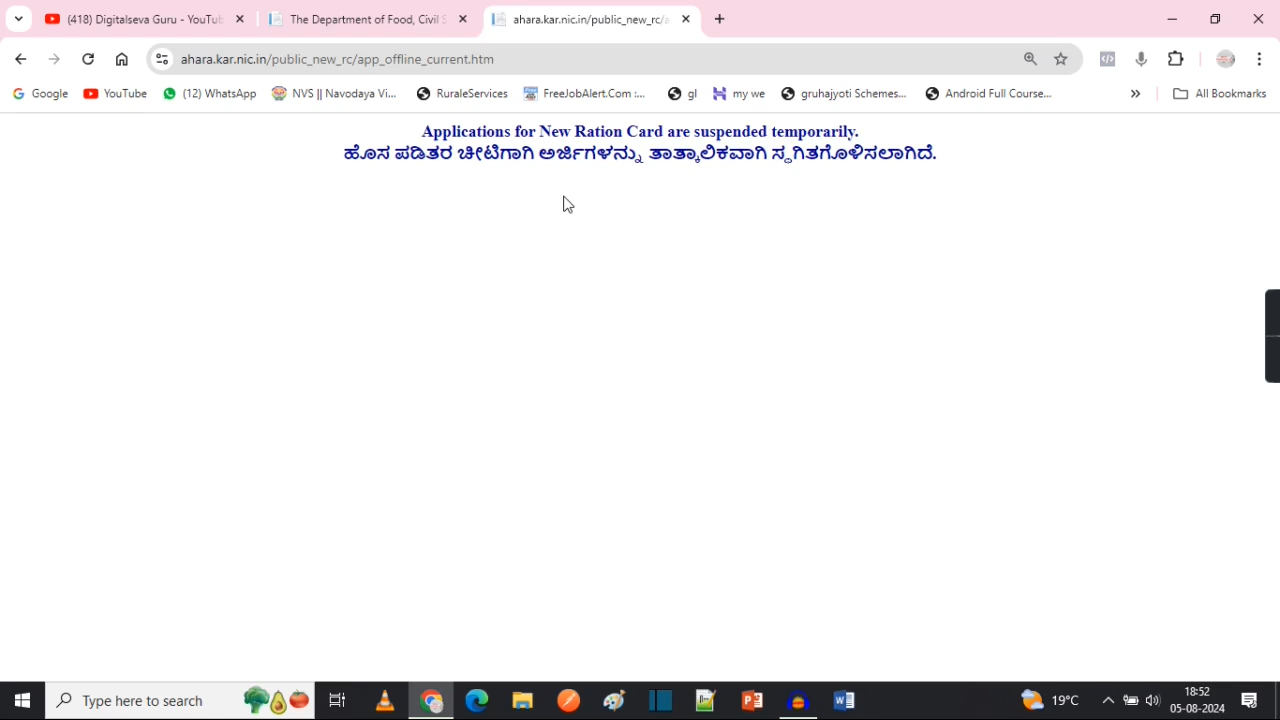 (418) Digitalseva Guru - YouTub
The Department of Food, Civil S
ahara.kar.nic.in/public_new_rc/a
ahara.kar.nic.in/public_new_rc/app_offline_current.htm
Google
YouTube
(12) WhatsApp
NVS || Navodaya Vi...
RuraleServices
FreeJobAlert.Com :...
gl
my we
gruhajyoti Schemes...
Android Full Course...
All Bookmarks
Applications for New Ration Card are suspended temporarily.
ಹೊಸ ಪಡಿತರ ಚೀಟಿಗಾಗಿ ಅರ್ಜಿಗಳನ್ನು ತಾತ್ಕಾಲಿಕವಾಗಿ ಸ್ಥಗಿತಗೊಳಿಸಲಾಗಿದೆ.
Type here to search
19°C
18:52
05-08-2024